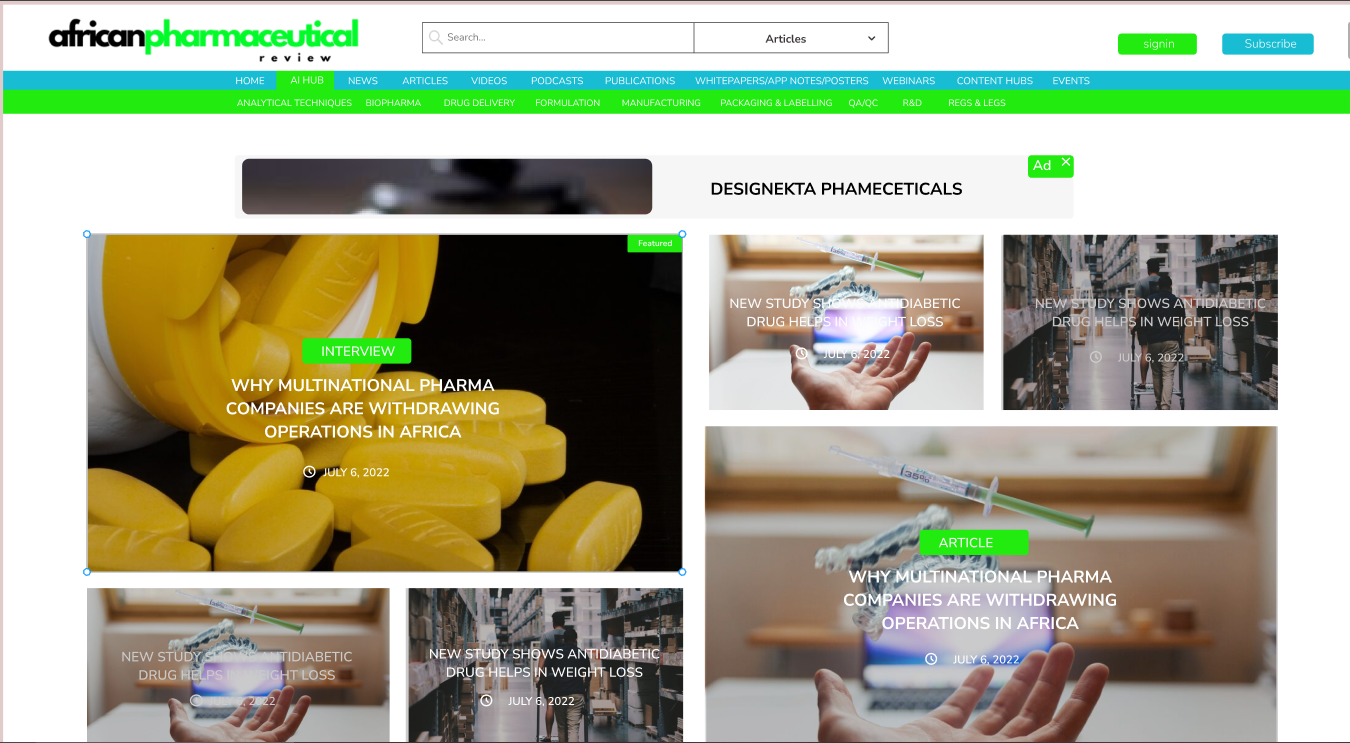 africanpharmaceutical
review
Search...
Articles
signin
Subscribe
HOME AI HUB NEWS ARTICLES VIDEOS PODCASTS PUBLICATIONS WHITEPAPERS/APP NOTES/POSTERS WEBINARS CONTENT HUBS EVENTS
ANALYTICAL TECHNIQUES BIOPHARMA DRUG DELIVERY FORMULATION MANUFACTURING PACKAGING & LABELLING QA/QC R&D REGS & LEGS
Ad
DESIGNEKTA PHAMECETICALS
Featured
INTERVIEW
WHY MULTINATIONAL PHARMA
COMPANIES ARE WITHDRAWING
OPERATIONS IN AFRICA
JULY 6, 2022
NEW STUDY SHOWS ANTIDIABETIC
DRUG HELPS IN WEIGHT LOSS
JULY 6, 2022
NEW STUDY SHOWS ANTIDIABETIC
DRUG HELPS IN WEIGHT LOSS
JULY 6, 2022
35%
ARTICLE
WHY MULTINATIONAL PHARMA
COMPANIES ARE WITHDRAWING
OPERATIONS IN AFRICA
JULY 6, 2022
NEW STUDY SHOWS ANTIDIABETIC
DRUG HELPS IN WEIGHT LOSS
JULY 6, 2022
NEW STUDY SHOWS ANTIDIABETIC
DRUG HELPS IN WEIGHT LOSS
JULY 6, 2022